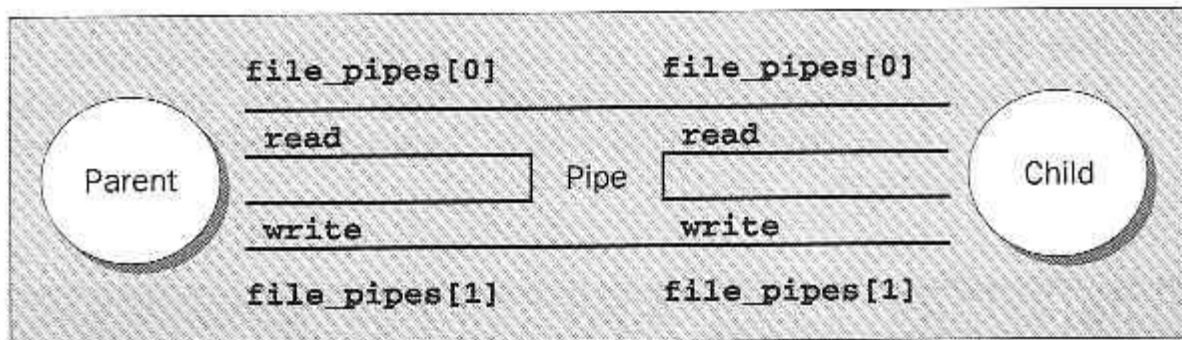 file_pipes[0] file_pipes[0]
read read
Parent Pipe Child
write write
file_pipes[1] file_pipes[1]